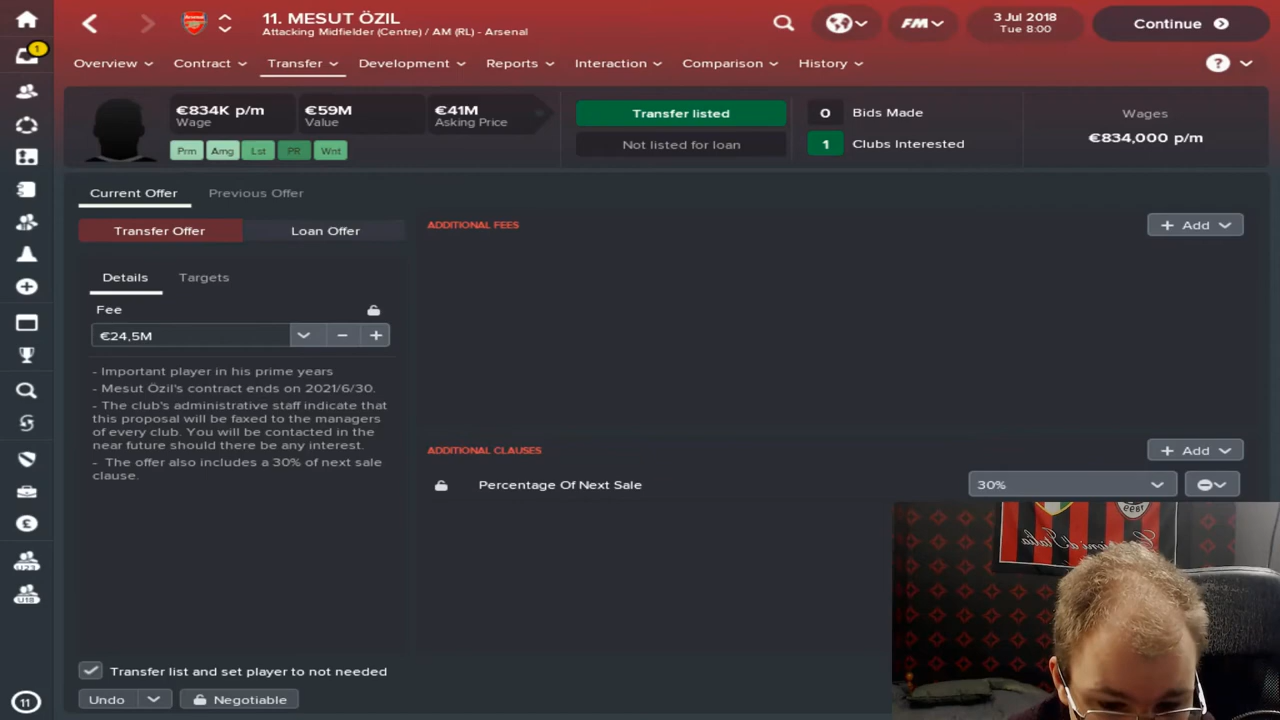 1
11. MESUT ÖZIL
Attacking Midfielder (Centre) / AM (RL) - Arsenal
FM
3 Jul 2018
Tue 8:00
Continue
Overview
Contract
Transfer
Development
Reports
Interaction
Comparison
History
?
€834K p/m
Wage
€59M
Value
€41M
Asking Price
Prm
Amg
Lst
PR
Wnt
Transfer listed
Not listed for loan
0 Bids Made
1 Clubs Interested
Wages
€834,000 p/m
Current Offer
Previous Offer
Transfer Offer
Loan Offer
Details
Targets
Fee
€24,5M
- Important player in his prime years
- Mesut Özil's contract ends on 2021/6/30.
- The club's administrative staff indicate that
this proposal will be faxed to the managers
of every club. You will be contacted in the
near future should there be any interest.
- The offer also includes a 30% of next sale
clause.
ADDITIONAL FEES
+ Add
ADDITIONAL CLAUSES
+ Add
Percentage Of Next Sale
30%
Transfer list and set player to not needed
Undo
Negotiable
U23
U18
11
1899